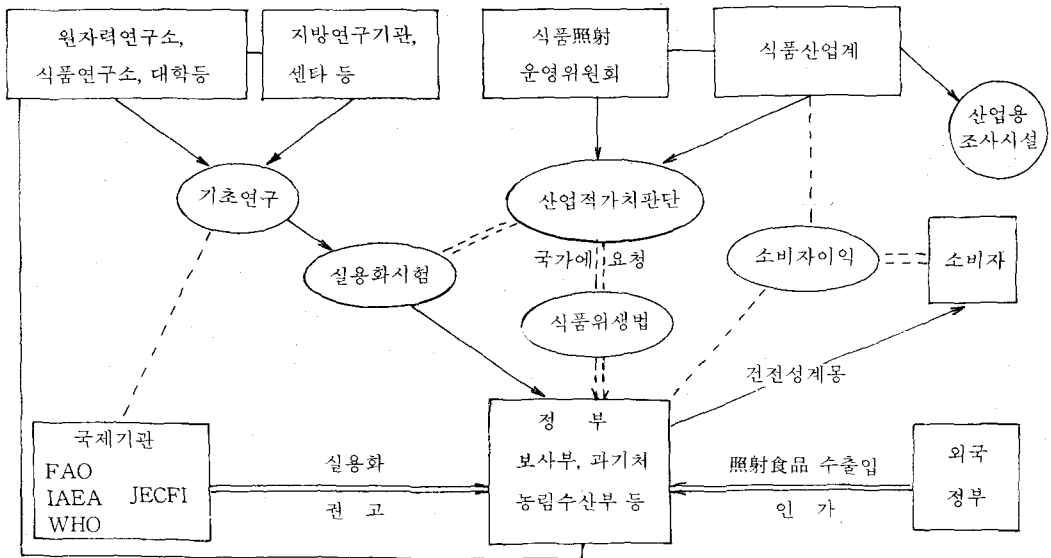 원자력연구소,
식품연구소, 대학등
지방연구기관,
센타 등
식품照射
운영위원회
식품산업계
산업용
조사시설
기초연구
산업적가치판단
실용화시험
국가에 요청
소비자이익
소비자
식품위생법
건전성계몽
국제기관
FAO
IAEA JECFI
WHO
실용화
권 고
정 부
보사부, 과기처
농림수산부 등
照射食品 수출입
인 가
외국
정부